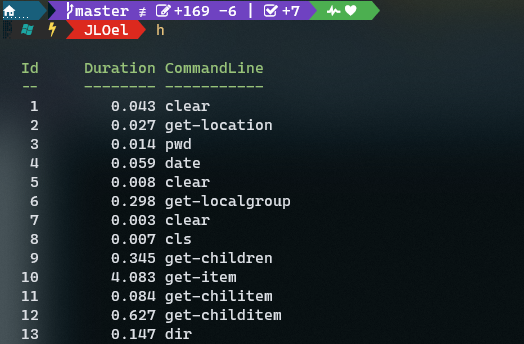 master ≢ +169 -6 | +7
JLOel h
Id Duration CommandLine
-- -------- -----------
1 0.043 clear
2 0.027 get-location
3 0.014 pwd
4 0.059 date
5 0.008 clear
6 0.298 get-localgroup
7 0.003 clear
8 0.007 cls
9 0.345 get-children
10 4.083 get-item
11 0.084 get-chilitem
12 0.627 get-childitem
13 0.147 dir